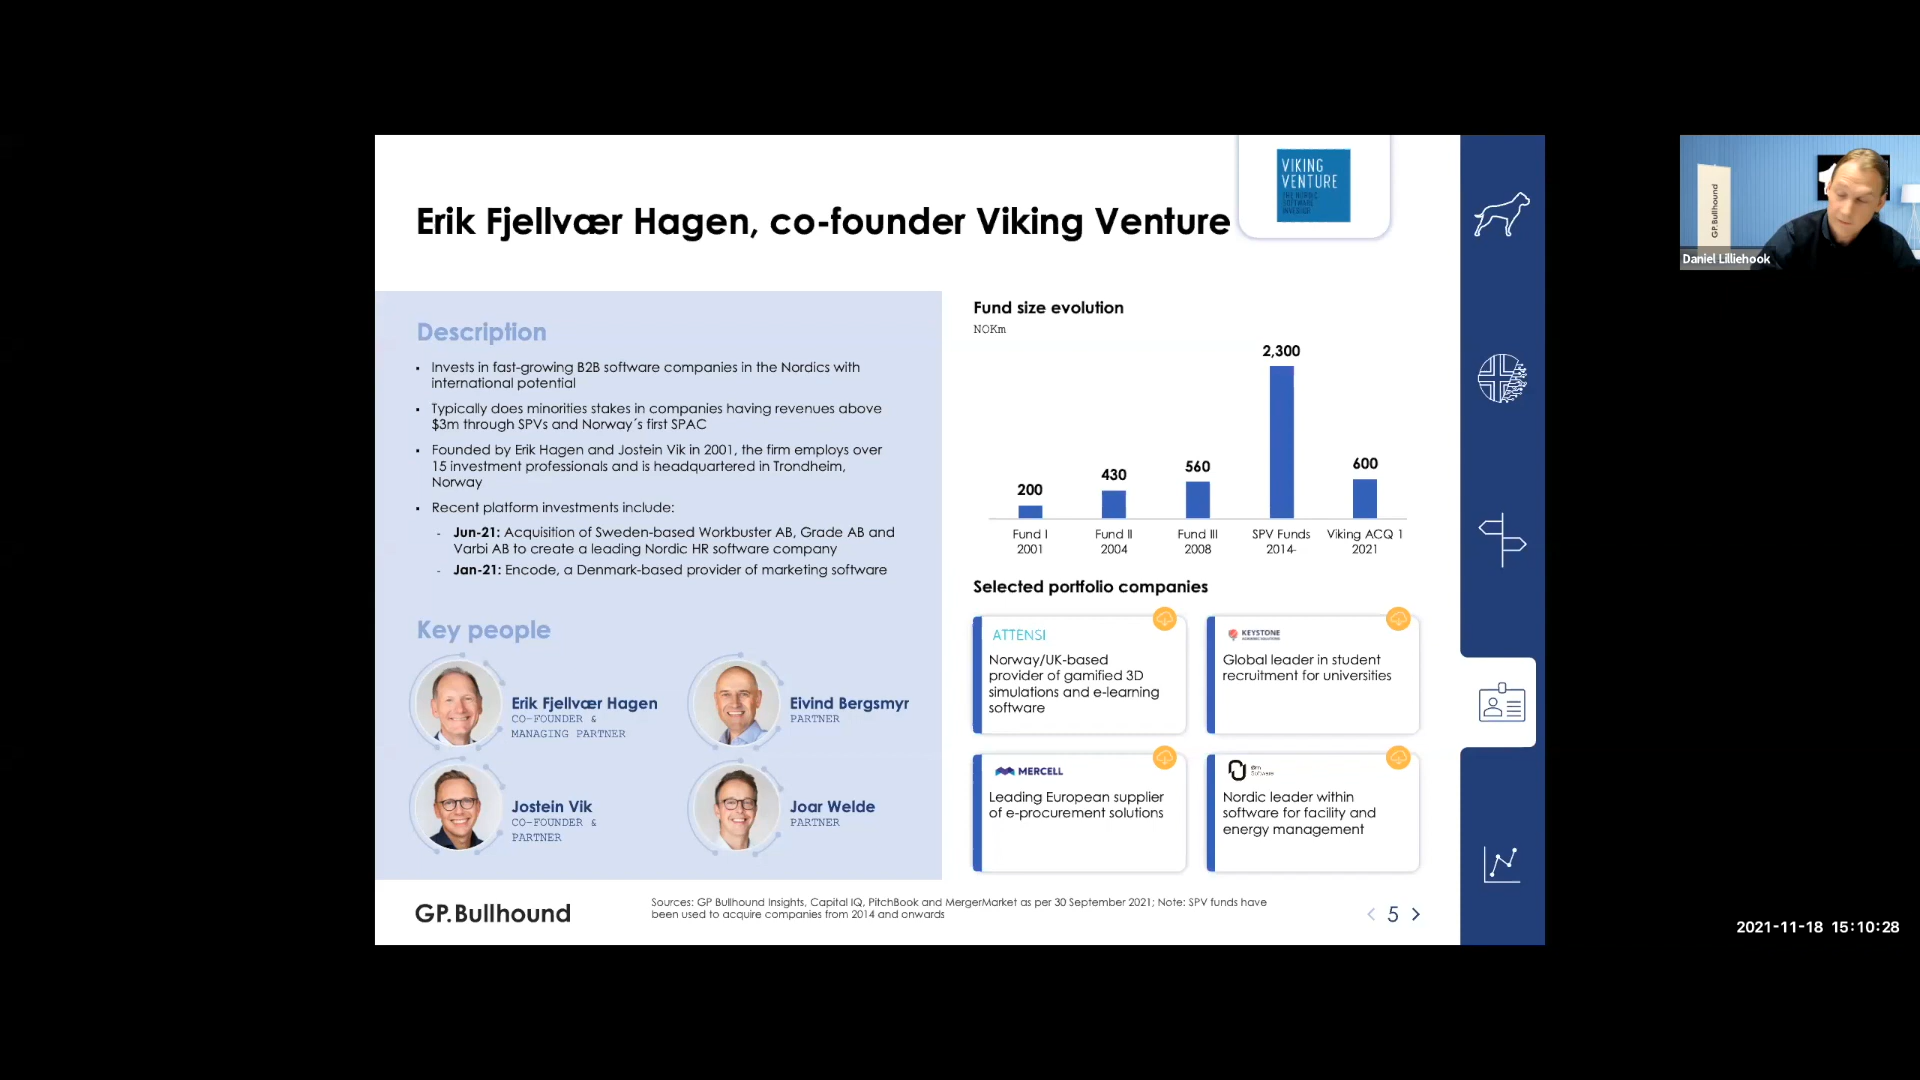 VIKING
VENTURE
Erik Fjellvær Hagen, co-founder Viking Venture
GP.Bullhound
Daniel Lilliehook
Description
▪ Invests in fast-growing B2B software companies in the Nordics with
international potential
▪ Typically does minorities stakes in companies having revenues above
$3m through SPVs and Norway´s first SPAC
▪ Founded by Erik Hagen and Jostein Vik in 2001, the firm employs over
15 investment professionals and is headquartered in Trondheim,
Norway
▪ Recent platform investments include:
- Jun-21: Acquisition of Sweden-based Workbuster AB, Grade AB and
Varbi AB to create a leading Nordic HR software company
- Jan-21: Encode, a Denmark-based provider of marketing software
Key people
Erik Fjellvær Hagen
CO-FOUNDER &
MANAGING PARTNER
Eivind Bergsmyr
PARTNER
Jostein Vik
CO-FOUNDER &
PARTNER
Joar Welde
PARTNER
Fund size evolution
NOKm
200
430
560
2,300
600
Fund I
2001
Fund II
2004
Fund III
2008
SPV Funds
2014-
Viking ACQ 1
2021
Selected portfolio companies
ATTENSI
Norway/UK-based
provider of gamified 3D
simulations and e-learning
software
KEYSTONE
Global leader in student
recruitment for universities
MERCELL
Leading European supplier
of e-procurement solutions
Software
Nordic leader within
software for facility and
energy management
GP.Bullhound
Sources: GP Bullhound Insights, Capital IQ, PitchBook and MergerMarket as per 30 September 2021; Note: SPV funds have
been used to acquire companies from 2014 and onwards
< 5 >
2021-11-18 15:10:28